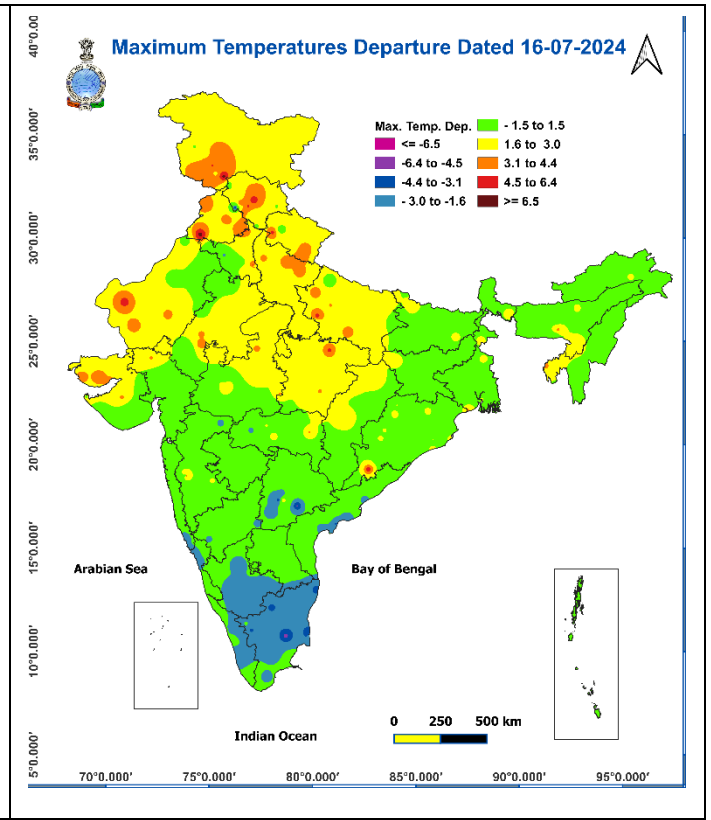 Maximum Temperatures Departure Dated 16-07-2024
Max. Temp. Dep.
<= -6.5
-6.4 to -4.5
-4.4 to -3.1
- 3.0 to -1.6
- 1.5 to 1.5
1.6 to 3.0
3.1 to 4.4
4.5 to 6.4
>= 6.5
40°0.00
35°0.000'
30°0.000'
25°0.000'
20°0.000'
15°0.000'
10°0.000'
5°0.000'
Arabian Sea
Bay of Bengal
Indian Ocean
0 250 500 km
70°0.000' 75°0.000' 80°0.000' 85°0.000' 90°0.000' 95°0.000'